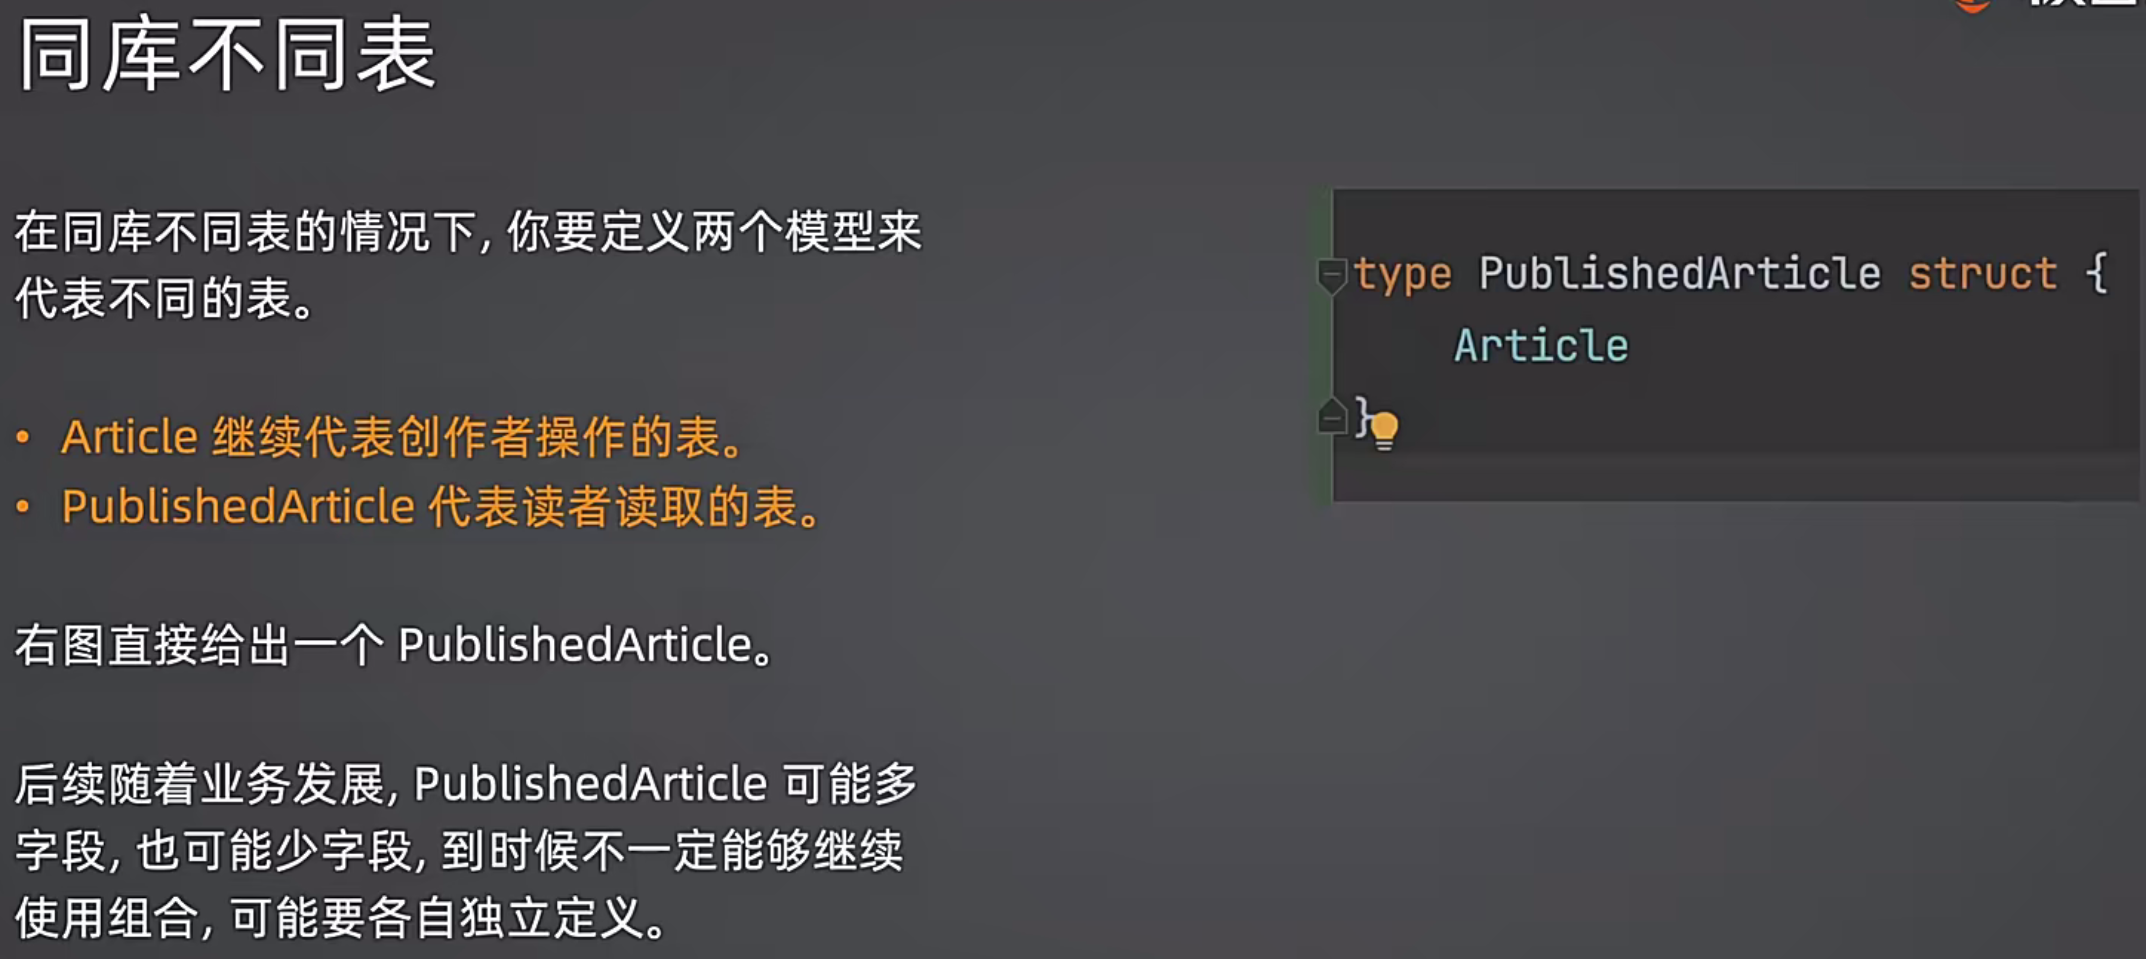 同库不同表
在同库不同表的情况下, 你要定义两个模型来
代表不同的表。
• Article 继续代表创作者操作的表。
• PublishedArticle 代表读者读取的表。
右图直接给出一个 PublishedArticle。
后续随着业务发展, PublishedArticle 可能多
字段, 也可能少字段, 到时候不一定能够继续
使用组合, 可能要各自独立定义。
type PublishedArticle struct {
Article
}